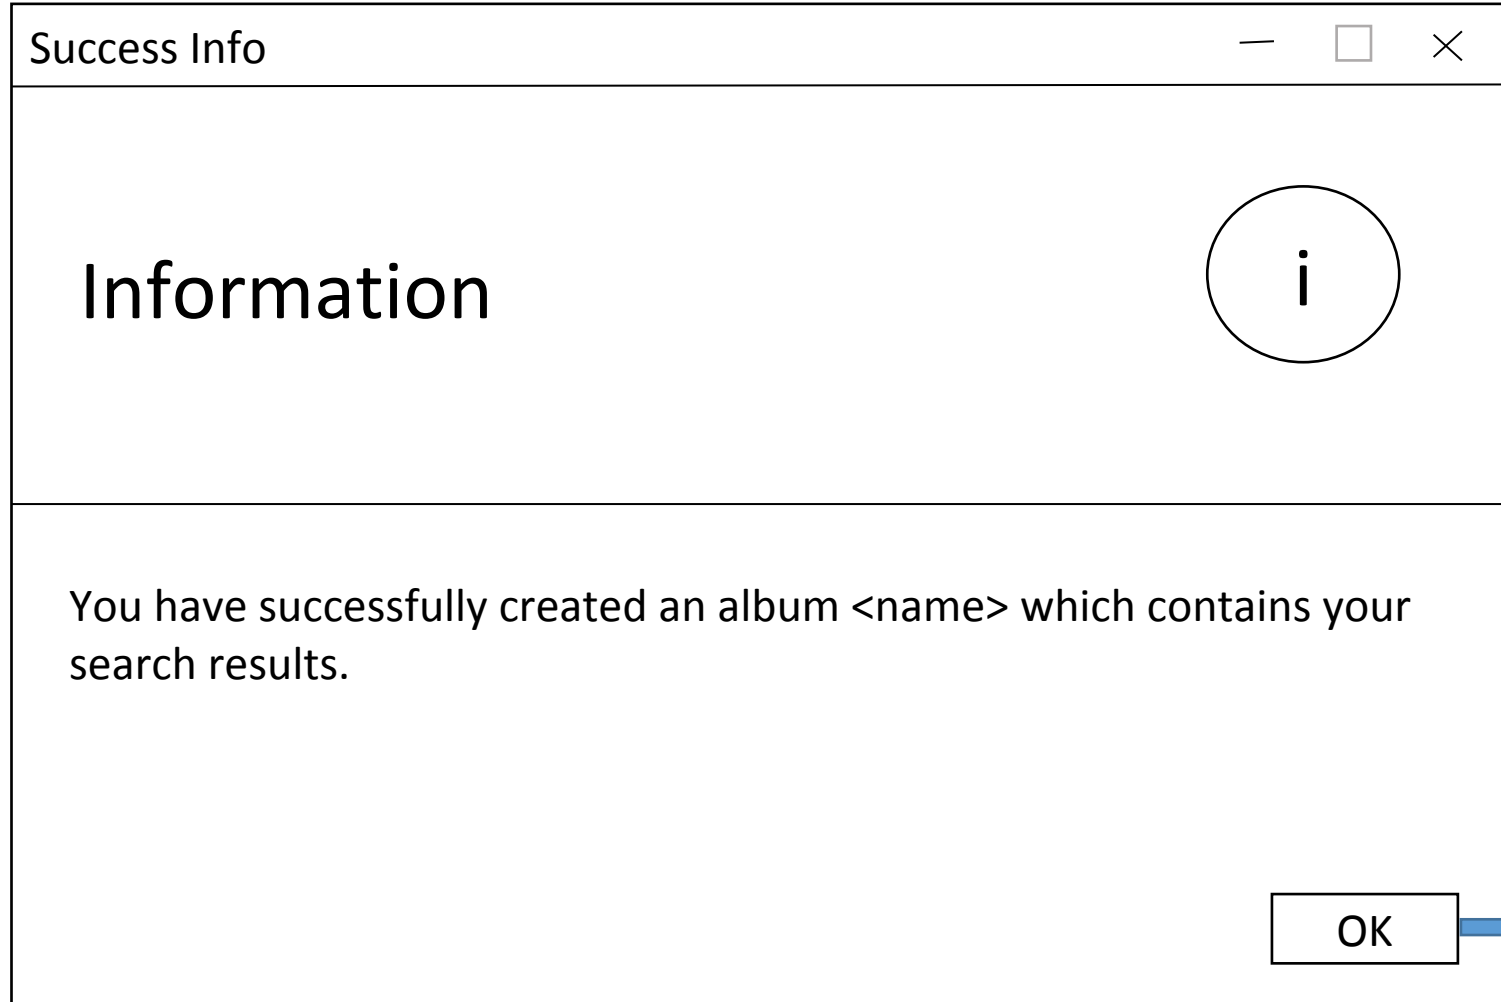 Success Info
Information
i
You have successfully created an album <name> which contains your
search results.
OK